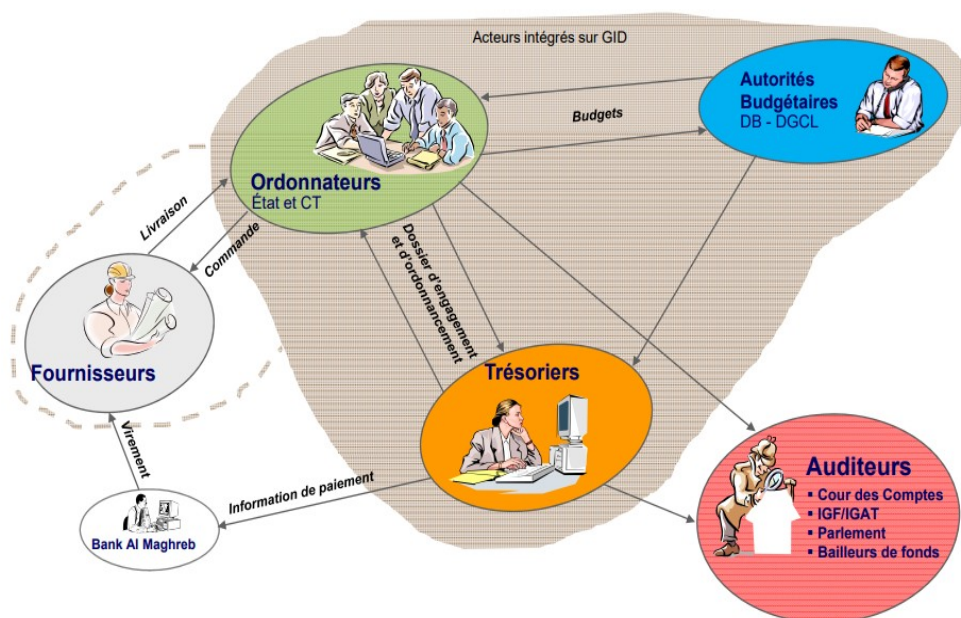 Acteurs intégrés sur GID
Autorités
Budgétaires
DB - DGCL
Budgets
Ordonnateurs
État et CT
Livraison
Commande
Dossier d'engagement
et d'ordonnancement
Fournisseurs
Trésoriers
Virement
Information de paiement
Bank Al Maghreb
Auditeurs
▪ Cour des Comptes
▪ IGF/IGAT
▪ Parlement
▪ Bailleurs de fonds